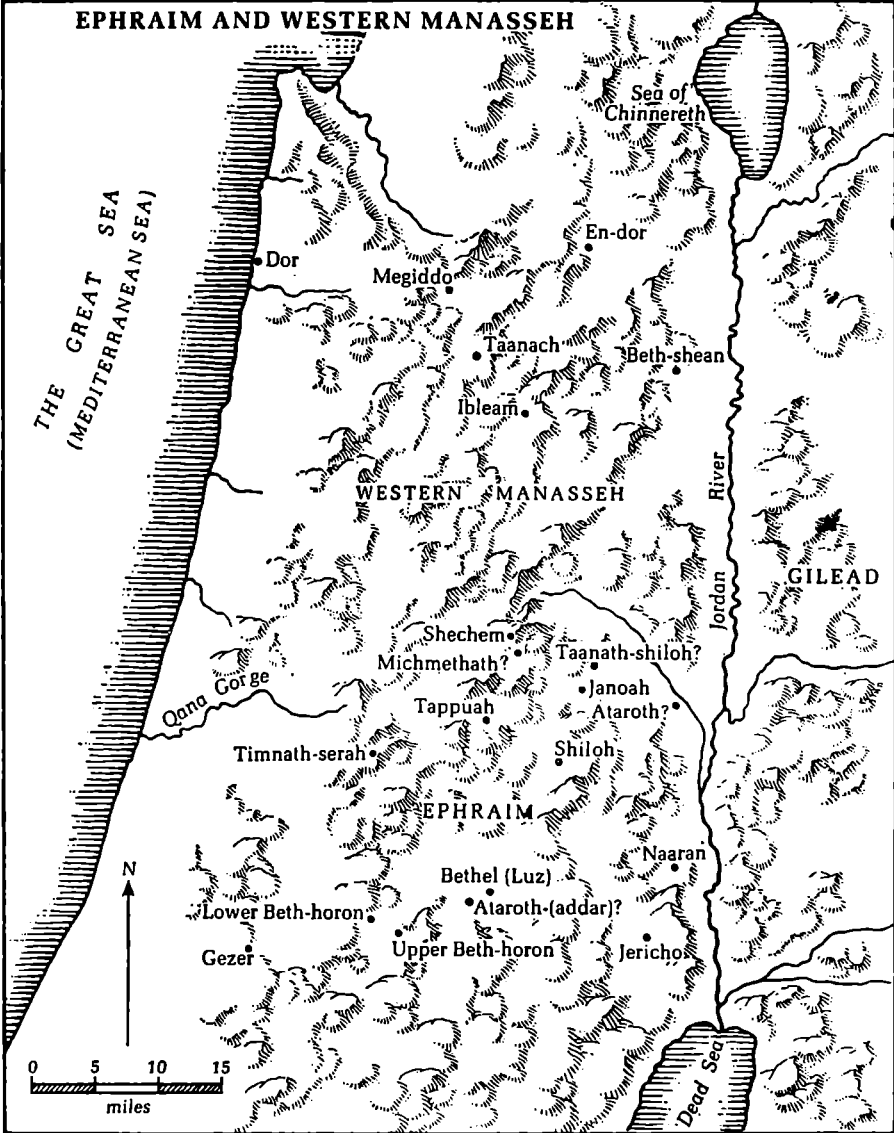 EPHRAIM AND WESTERN MANASSEH
Sea of
Chinnereth
THE GREAT SEA
(MEDITERRANEAN SEA)
En-dor
Dor
Megiddo
Taanach
Beth-shean
Ibleam
WESTERN MANASSEH
Jordan River
GILEAD
Shechem
Michmethath?
Taanath-shiloh?
Janoah
Qana Gorge
Tappuah
Ataroth?
Timnath-serah
Shiloh
EPHRAIM
Naaran
N
Bethel (Luz)
Ataroth-(addar)?
Lower Beth-horon
Upper Beth-horon
Gezer
Jericho
0 5 10 15
miles
Dead Sea